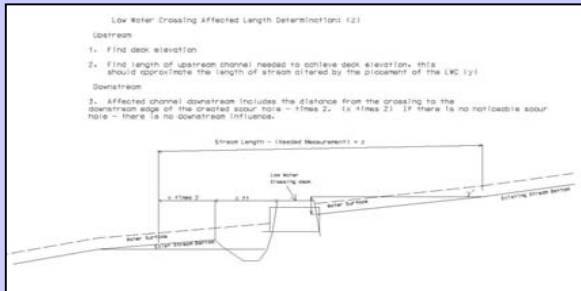 Low Water Crossing Affected Length Determination: (z)
Upstream
1. Find deck elevation
2. Find length of upstream channel needed to achieve deck elevation, this
should approximate the length of stream altered by the placement of the LWC (y)
Downstream
3. Affected channel downstream includes the distance from the crossing to the
downstream edge of the created scour hole - times 2. (x times 2) If there is no noticeable scour
hole - there is no downstream influence.
Stream Length - (Needed Measurement) = z
Low Water
Crossing deck
x times 2
x ft
y
Water Surface
Existing Stream Bottom
Water Surface
Exist Stream Bottom